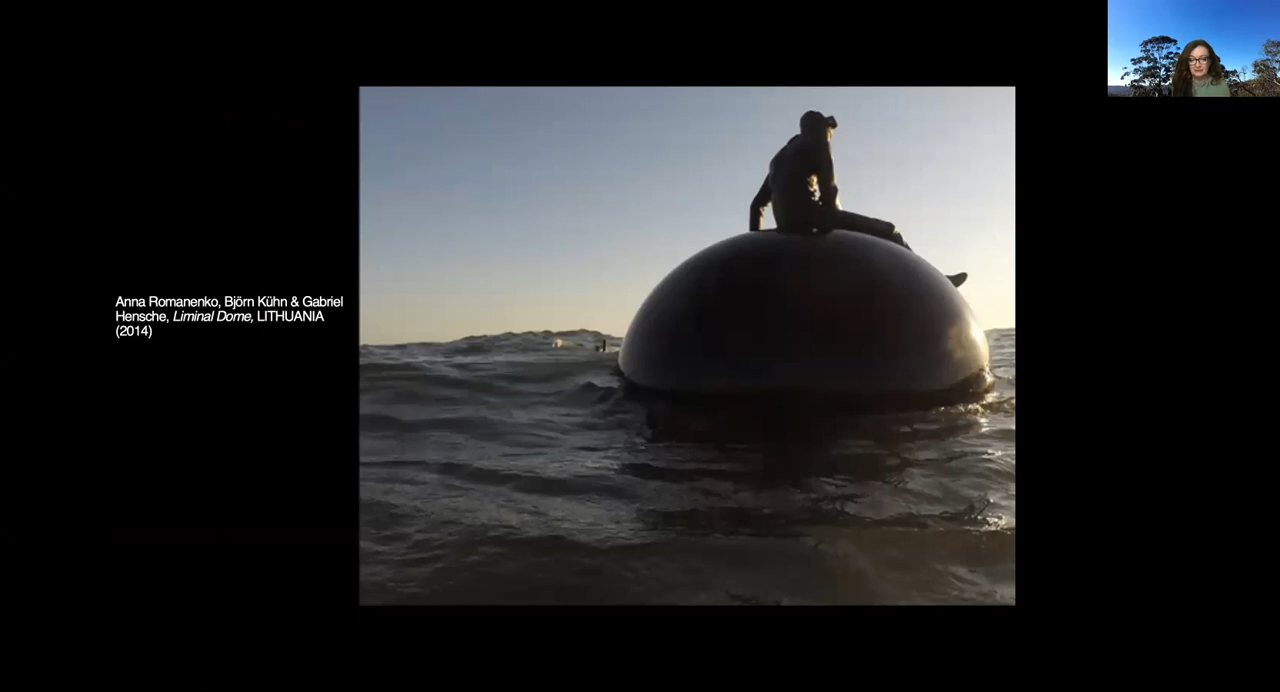 Anna Romanenko, Björn Kühn & Gabriel
Hensche, Liminal Dome, LITHUANIA
(2014)